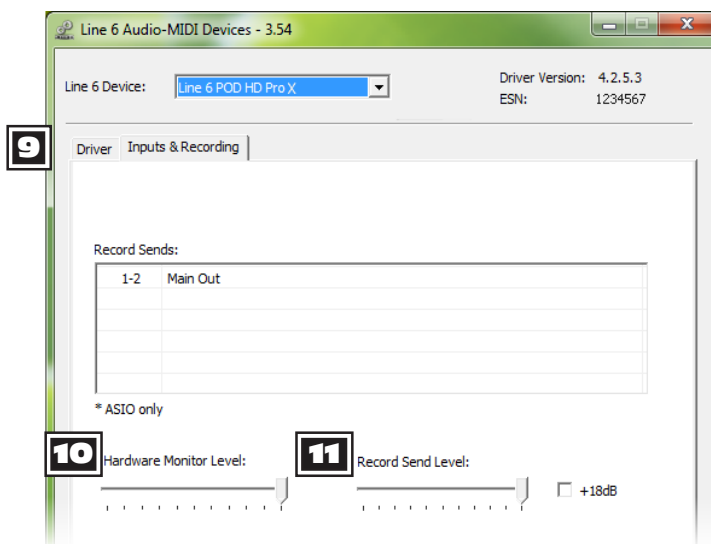 Line 6 Audio-MIDI Devices - 3.54
Line 6 Device: Line 6 POD HD Pro X
Driver Version: 4.2.5.3
ESN: 1234567
9
Driver Inputs & Recording
Record Sends:
1-2 Main Out
* ASIO only
10 Hardware Monitor Level: 11 Record Send Level:
+18dB